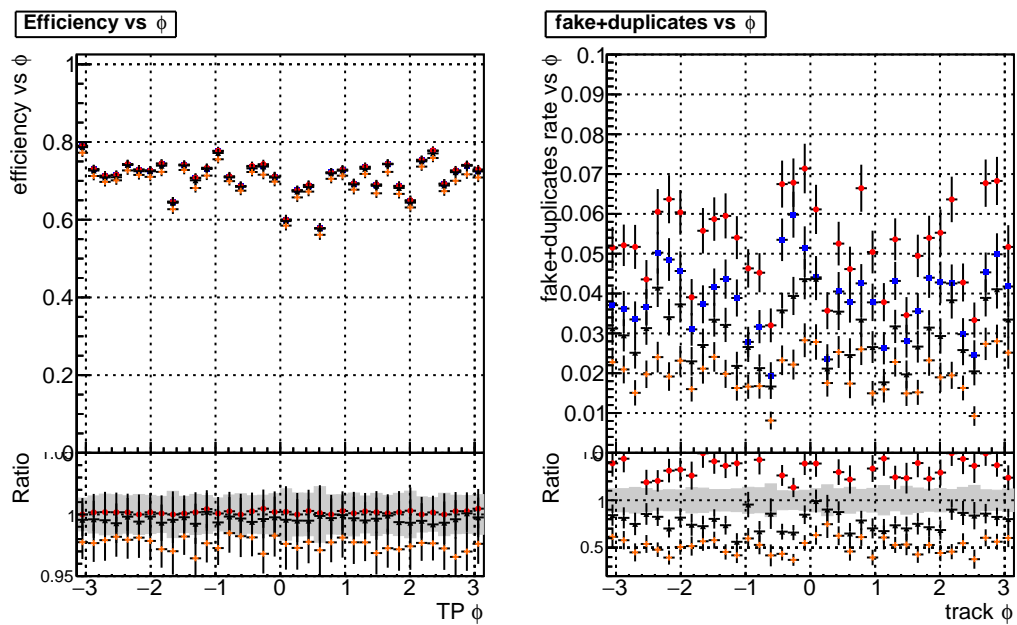 Efficiency vs ϕ
efficiency vs ϕ
1
0.8
0.6
0.4
0.2
0
Ratio
1
0.95
−3 −2 −1 0 1 2 3
TP ϕ
fake+duplicates vs ϕ
fake+duplicates rate vs ϕ
0.1
0.09
0.08
0.07
0.06
0.05
0.04
0.03
0.02
0.01
0
Ratio
1
0.5
−3 −2 −1 0 1 2 3
track ϕ